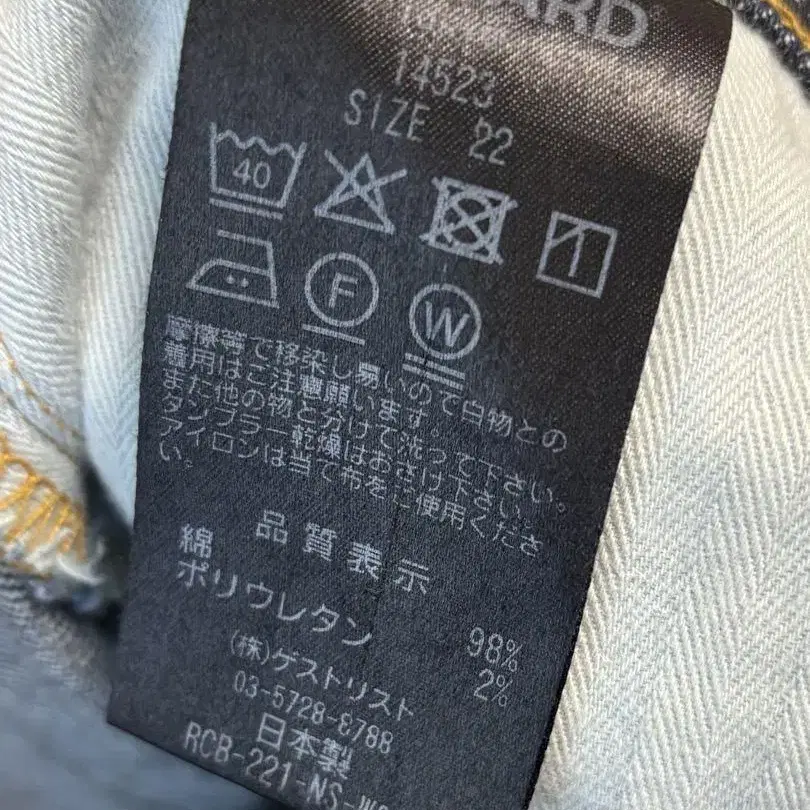 ARD
14523
SIZE 22
40
F
W
摩擦等で移染し易いので白物との
着用はご注意願います。
また他の物と分けて洗って下さい。
タンブラー乾燥はおさけ下さい。
アイロンは当て布をご使用くださ
い。
品質表示
綿 98%
ポリウレタン 2%
(株)ゲストリスト
03-5728-8788
日本製
RCB-221-NS